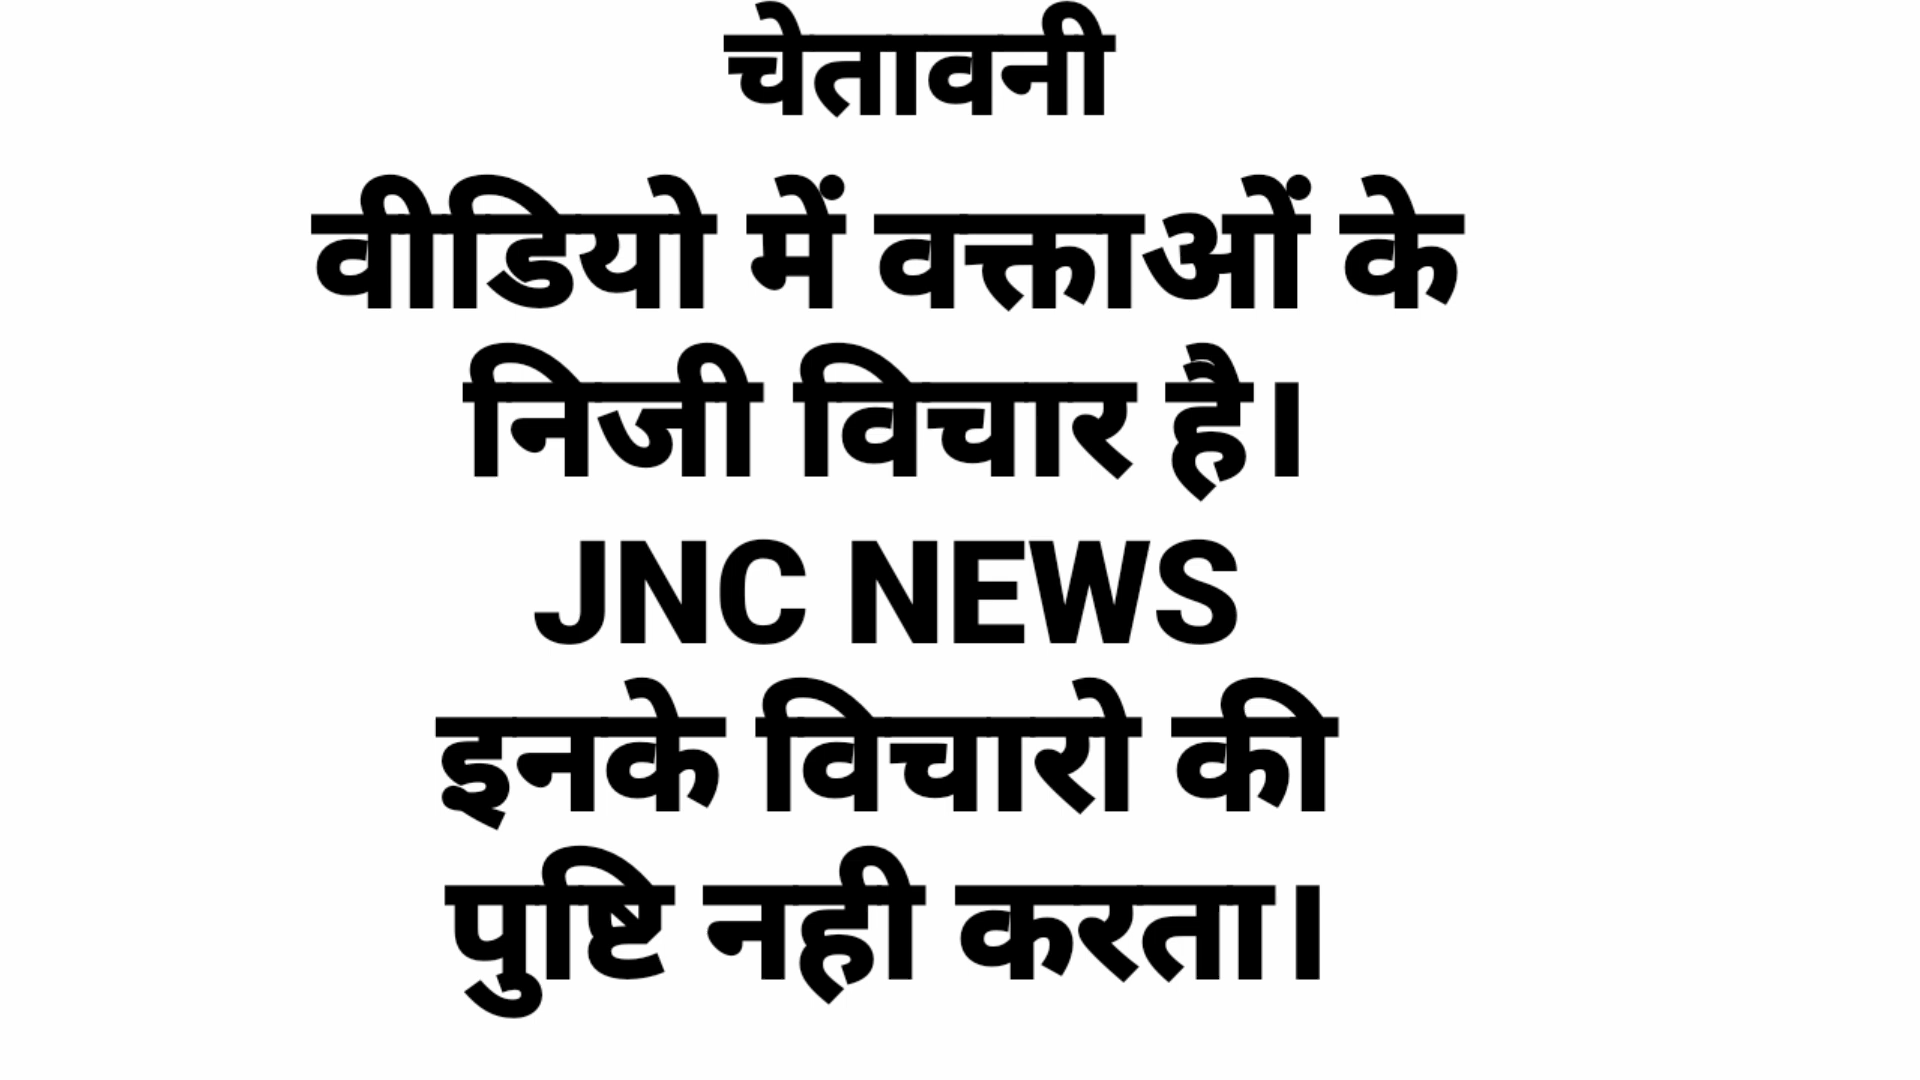 चेतावनी
वीडियो में वक्ताओं के
निजी विचार है।
JNC NEWS
इनके विचारो की
पुष्टि नही करता।